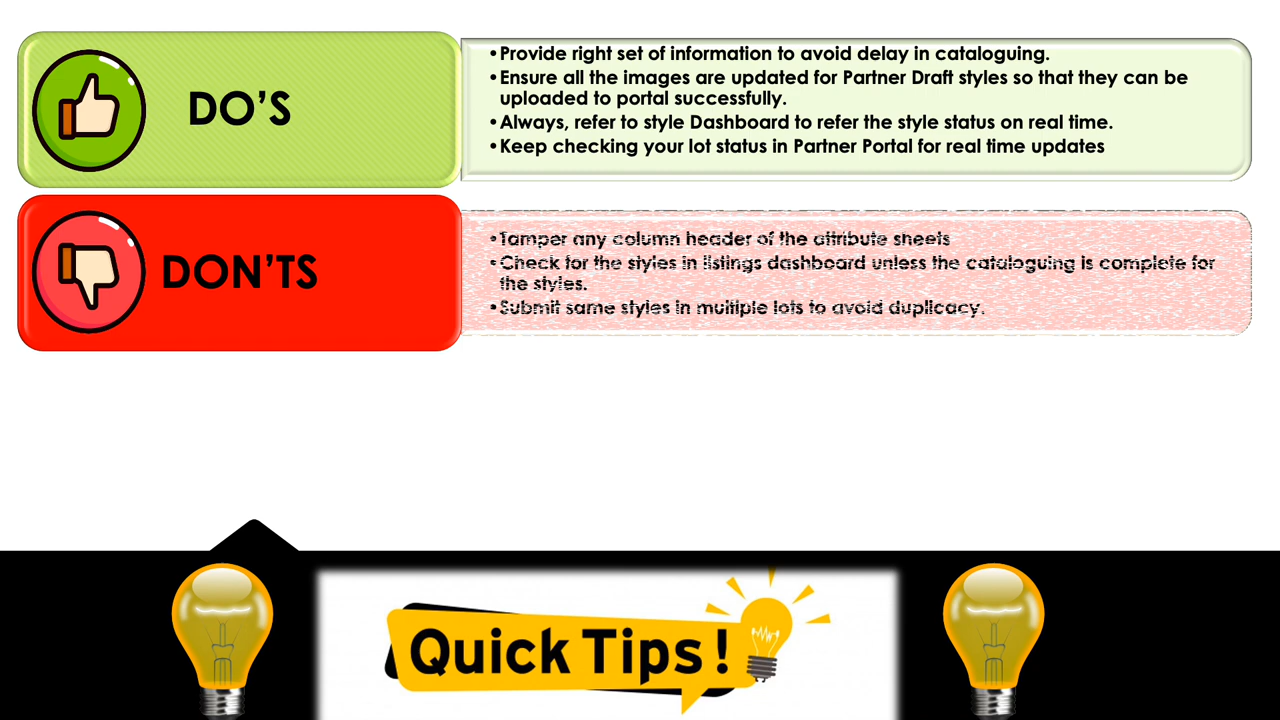 DO’S
•Provide right set of information to avoid delay in cataloguing.
•Ensure all the images are updated for Partner Draft styles so that they can be
uploaded to portal successfully.
•Always, refer to style Dashboard to refer the style status on real time.
•Keep checking your lot status in Partner Portal for real time updates
DON’TS
•Tamper any column header of the attribute sheets
•Check for the styles in listings dashboard unless the cataloguing is complete for
the styles.
•Submit same styles in multiple lots to avoid duplicacy.
Quick Tips!